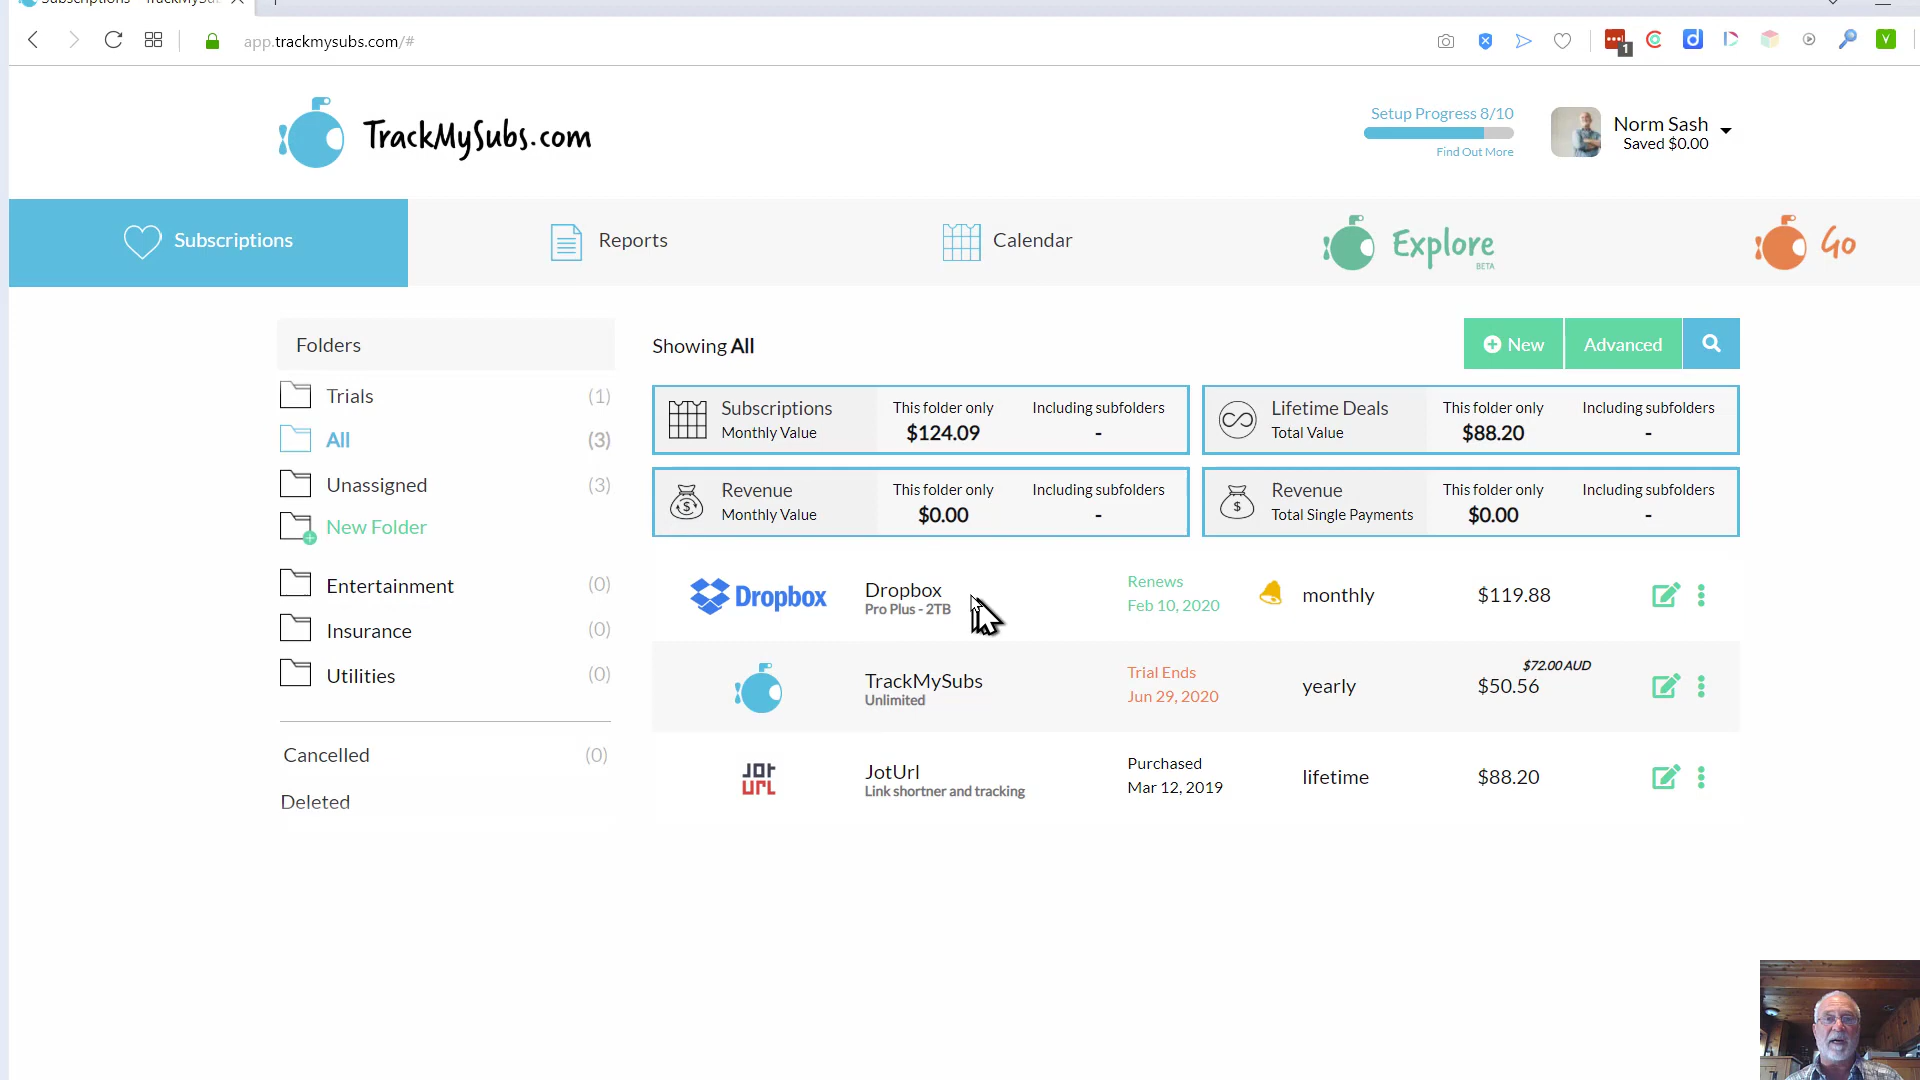 Subscriptions - TrackMySub
app.trackmysubs.com/#
1
TrackMySubs.com
Setup Progress 8/10
Find Out More
Norm Sash
Saved $0.00
Subscriptions
Reports
Calendar
Explore
BETA
Go
Folders
Trials (1)
All (3)
Unassigned (3)
New Folder
Entertainment (0)
Insurance (0)
Utilities (0)
Cancelled (0)
Deleted
Showing All
New
Advanced
Subscriptions
Monthly Value
This folder only
$124.09
Including subfolders
-
Lifetime Deals
Total Value
This folder only
$88.20
Including subfolders
-
Revenue
Monthly Value
This folder only
$0.00
Including subfolders
-
Revenue
Total Single Payments
This folder only
$0.00
Including subfolders
-
Dropbox
Dropbox
Pro Plus - 2TB
Renews
Feb 10, 2020
monthly
$119.88
TrackMySubs
Unlimited
Trial Ends
Jun 29, 2020
yearly
$72.00 AUD
$50.56
JOT
URL
JotUrl
Link shortner and tracking
Purchased
Mar 12, 2019
lifetime
$88.20